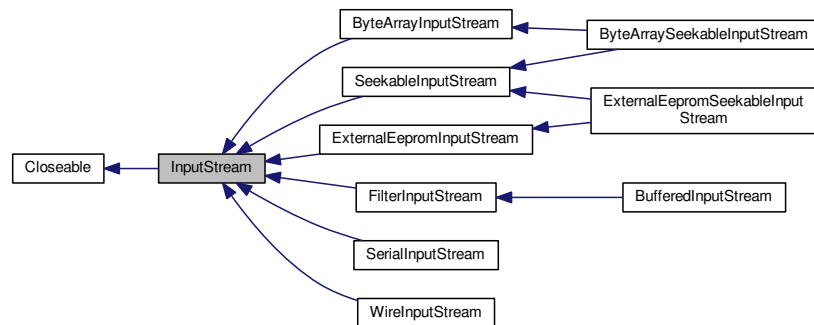 ByteArrayInputStream
ByteArraySeekableInputStream
SeekableInputStream
ExternalEepromSeekableInput
Stream
ExternalEepromInputStream
Closeable
InputStream
FilterInputStream
BufferedInputStream
SerialInputStream
WireInputStream